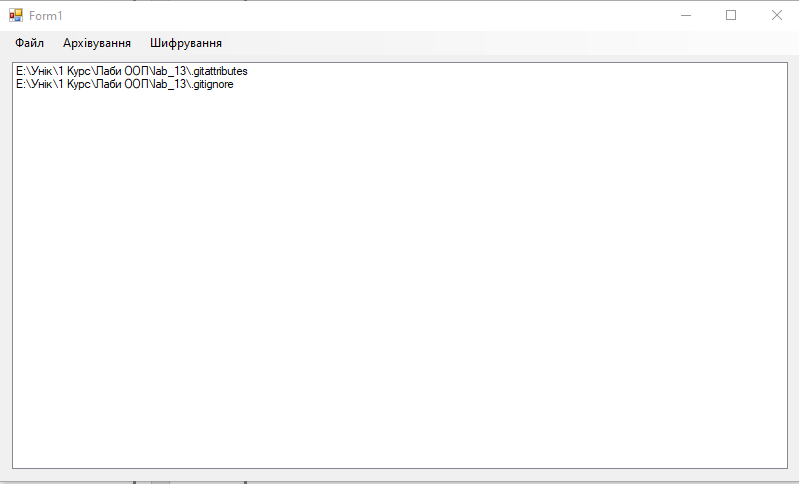 Form1
Файл Архівування Шифрування
E:\Унік\1 Курс\Лаби ООП\lab_13\.gitattributes
E:\Унік\1 Курс\Лаби ООП\lab_13\.gitignore